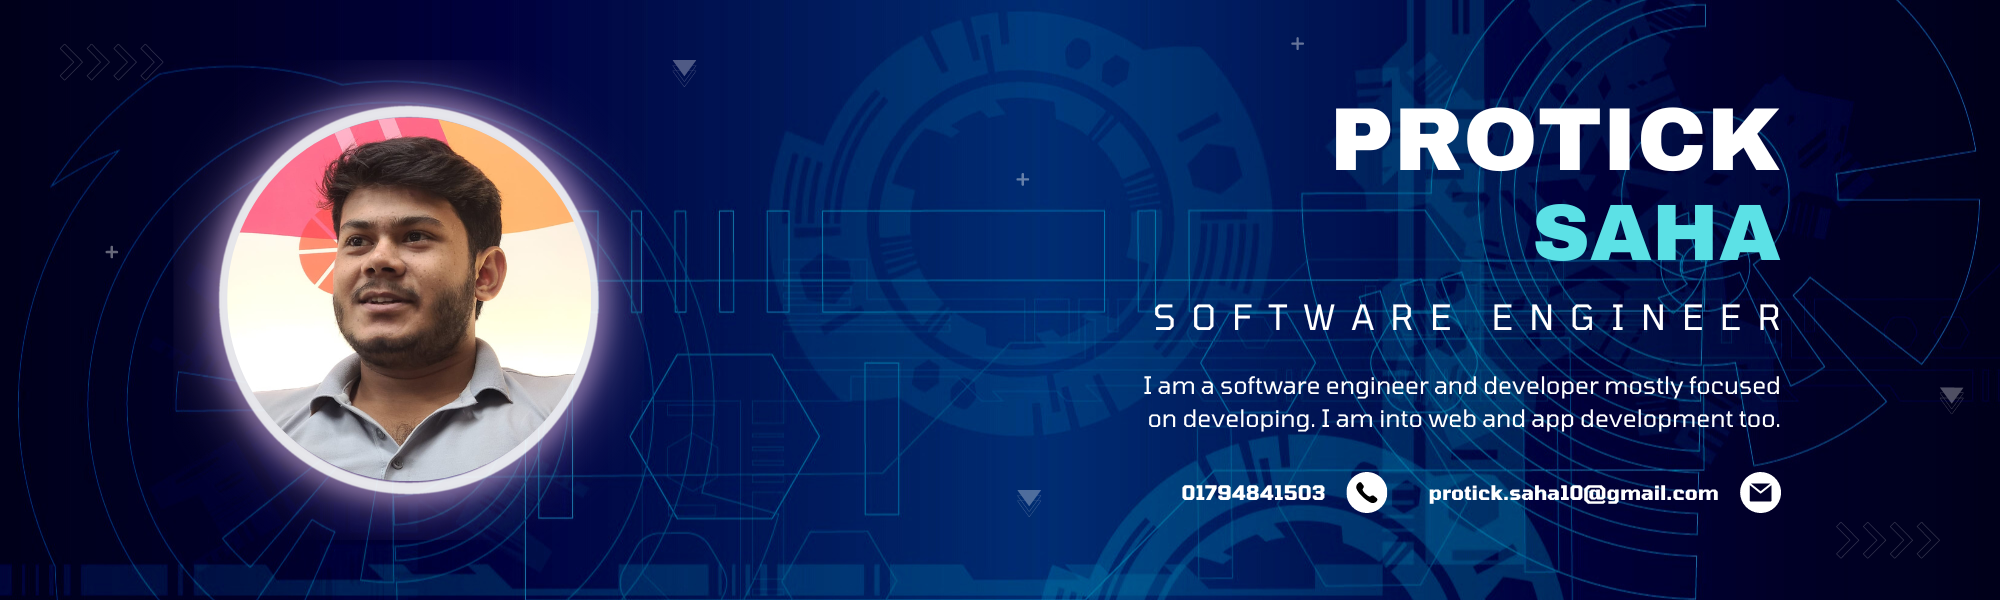 PROTICK
SAHA
SOFTWARE ENGINEER
I am a software engineer and developer mostly focused
on developing. I am into web and app development too.
01794841503 protick.saha10@gmail.com